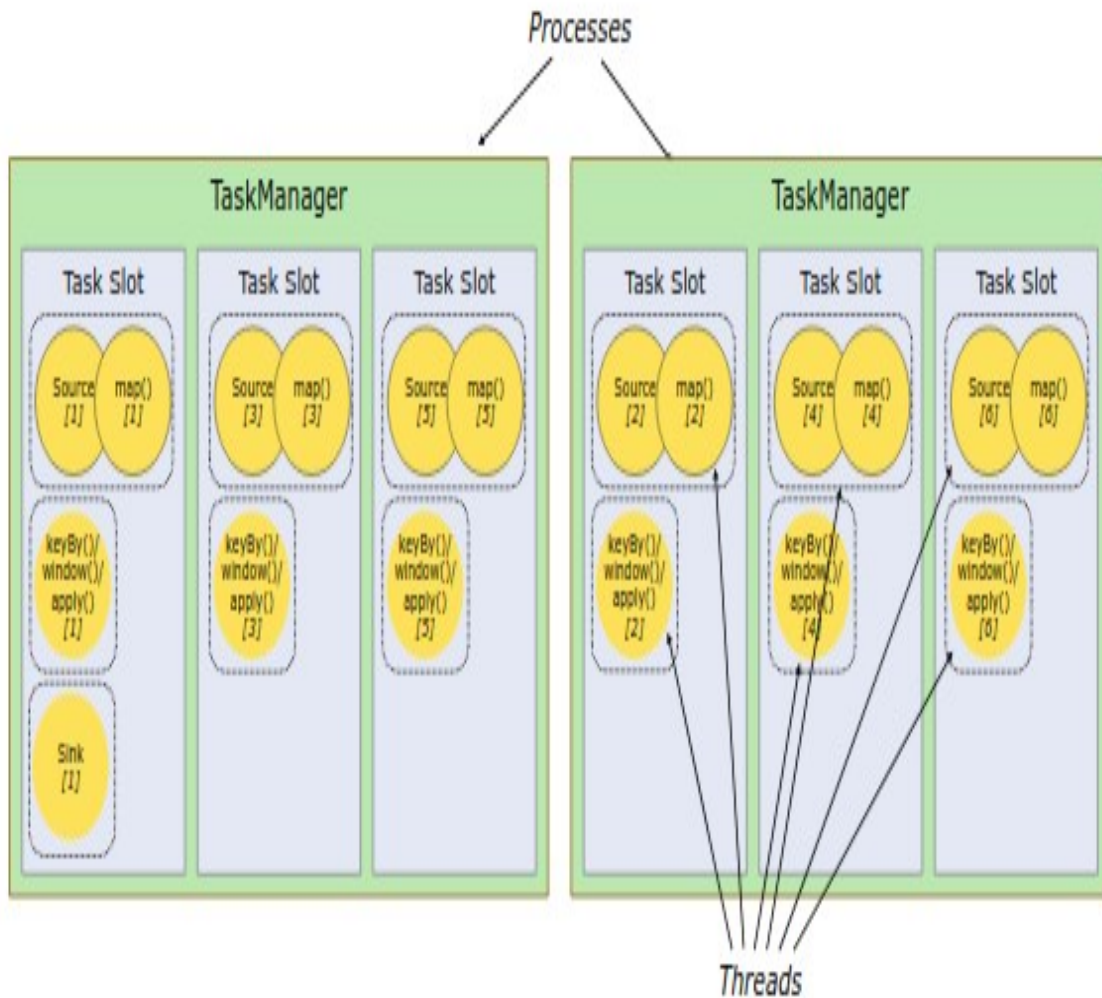 Processes
TaskManager
Task Slot
Source
[1]
map()
[1]
keyBy()/
window()/
apply()
[1]
Sink
[1]
Task Slot
Source
[3]
map()
[3]
keyBy()/
window()/
apply()
[3]
Task Slot
Source
[5]
map()
[5]
keyBy()/
window()/
apply()
[5]
TaskManager
Task Slot
Source
[2]
map()
[2]
keyBy()/
window()/
apply()
[2]
Task Slot
Source
[4]
map()
[4]
keyBy()/
window()/
apply()
[4]
Task Slot
Source
[6]
map()
[6]
keyBy()/
window()/
apply()
[6]
Threads